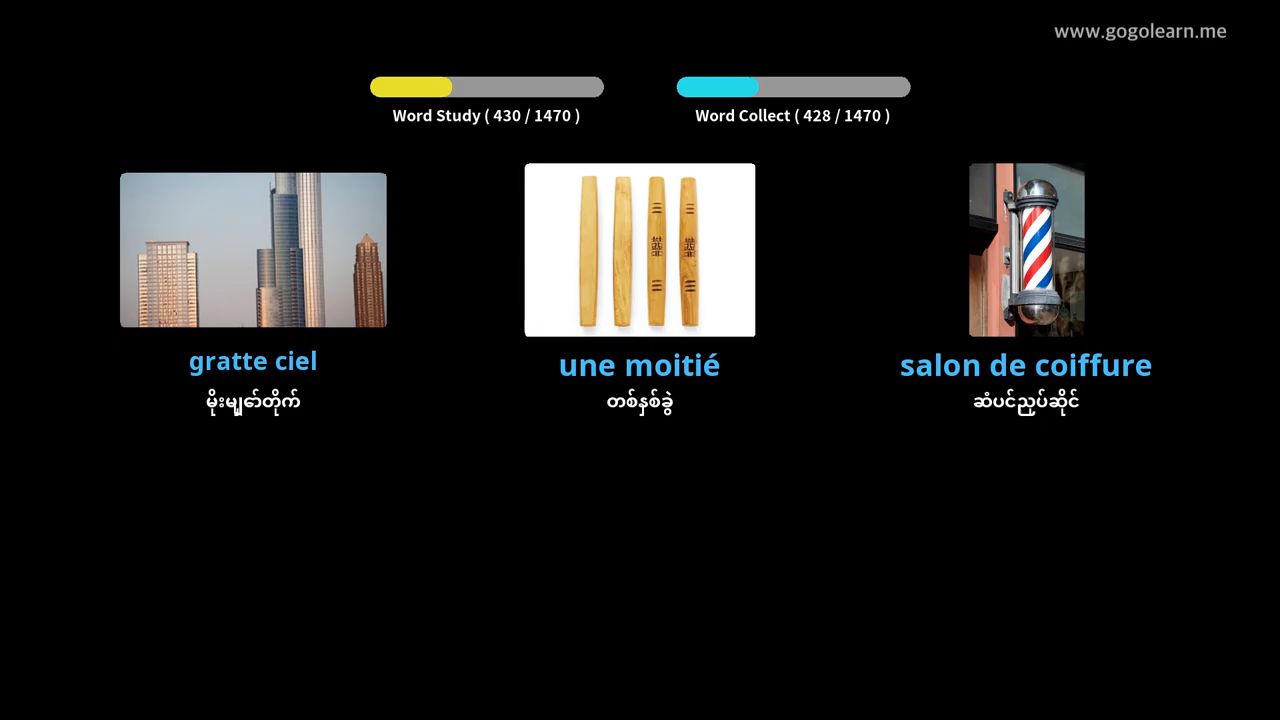 www.gogolearn.me
Word Study ( 430 / 1470 )
Word Collect ( 428 / 1470 )
gratte ciel
une moitié
salon de coiffure
မိုးမျှော်တိုက်
တစ်နှစ်ခွဲ
ဆံပင်ညှပ်ဆိုင်